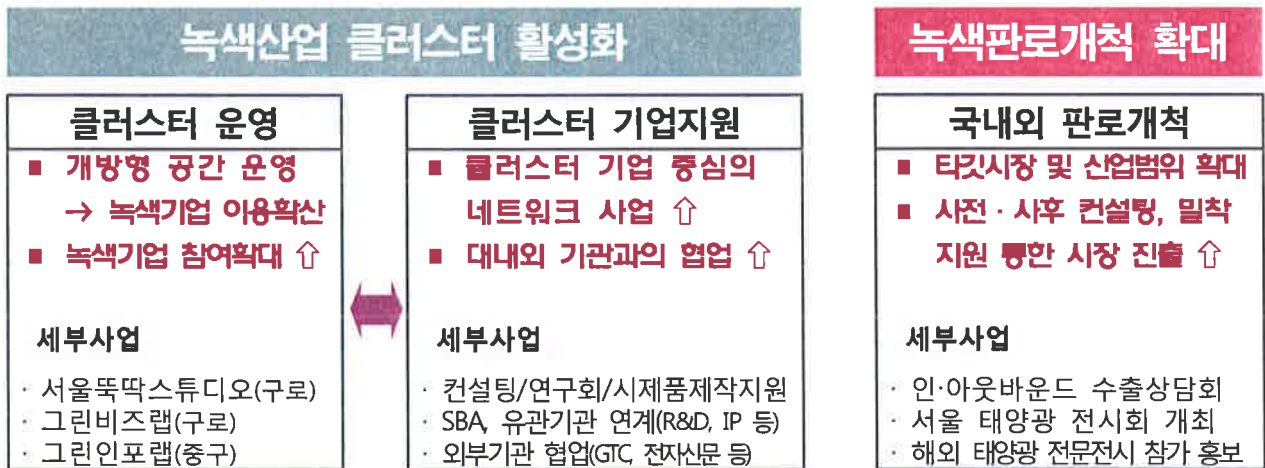 녹색산업 클러스터 활성화
클러스터 운영
■ 개방형 공간 운영
→ 녹색기업 이용확산
■ 녹색기업 참여확대 ⇧
세부사업
· 서울뚝딱스튜디오(구로)
· 그린비즈랩(구로)
· 그린인포랩(중구)
클러스터 기업지원
■ 클러스터 기업 중심의
네트워크 사업 ⇧
■ 대내외 기관과의 협업 ⇧
세부사업
· 컨설팅/연구회/시제품제작지원
· SBA, 유관기관 연계(R&D, IP 등)
· 외부기관 협업(GTC, 전자신문 등)
녹색판로개척 확대
국내외 판로개척
■ 타깃시장 및 산업범위 확대
■ 사전·사후 컨설팅, 밀착
지원 통한 시장 진출 ⇧
세부사업
· 인·아웃바운드 수출상담회
· 서울 태양광 전시회 개최
· 해외 태양광 전문전시 참가 홍보